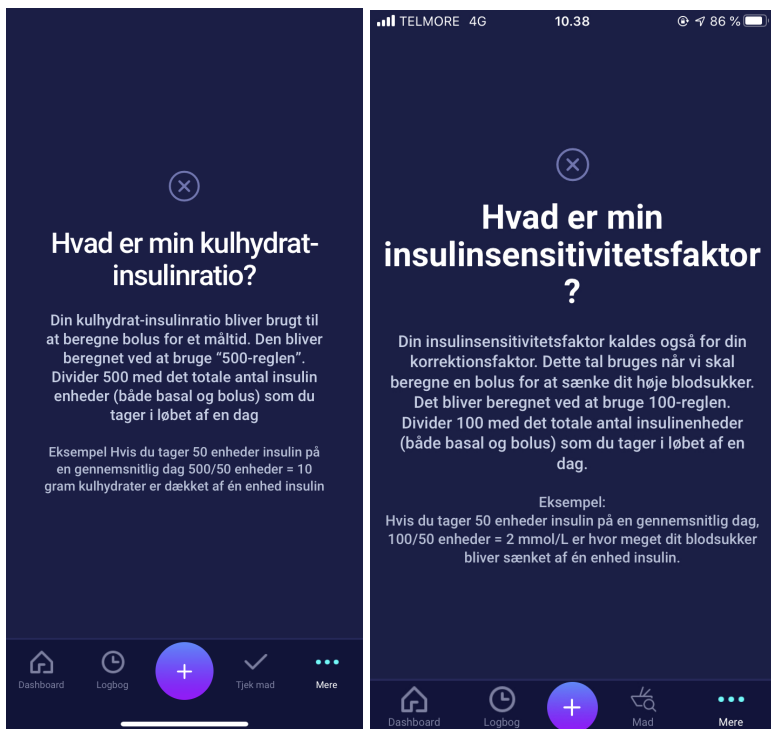 Hvad er min kulhydrat-
insulinratio?
Din kulhydrat-insulinratio bliver brugt til
at beregne bolus for et måltid. Den bliver
beregnet ved at bruge “500-reglen”.
Divider 500 med det totale antal insulin
enheder (både basal og bolus) som du
tager i løbet af en dag
Eksempel Hvis du tager 50 enheder insulin på
en gennemsnitlig dag 500/50 enheder = 10
gram kulhydrater er dækket af én enhed insulin
Dashboard
Logbog
Tjek mad
Mere
TELMORE 4G
10.38
86 %
Hvad er min
insulinsensitivitetsfaktor
?
Din insulinsensitivitetsfaktor kaldes også for din
korrektionsfaktor. Dette tal bruges når vi skal
beregne en bolus for at sænke dit høje blodsukker.
Det bliver beregnet ved at bruge 100-reglen.
Divider 100 med det totale antal insulinenheder
(både basal og bolus) som du tager i løbet af en
dag.
Eksempel:
Hvis du tager 50 enheder insulin på en gennemsnitlig dag,
100/50 enheder = 2 mmol/L er hvor meget dit blodsukker
bliver sænket af én enhed insulin.
Dashboard
Logbog
Mad
Mere